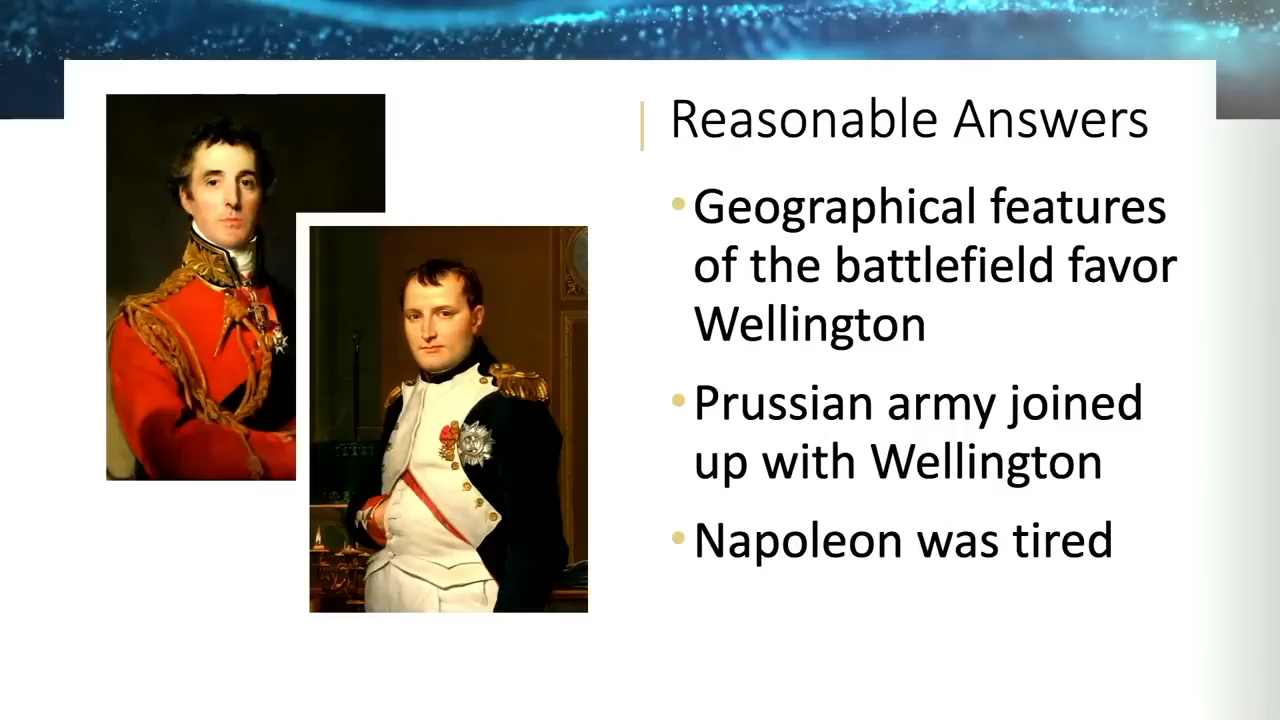 Reasonable Answers
•Geographical features
of the battlefield favor
Wellington
•Prussian army joined
up with Wellington
•Napoleon was tired